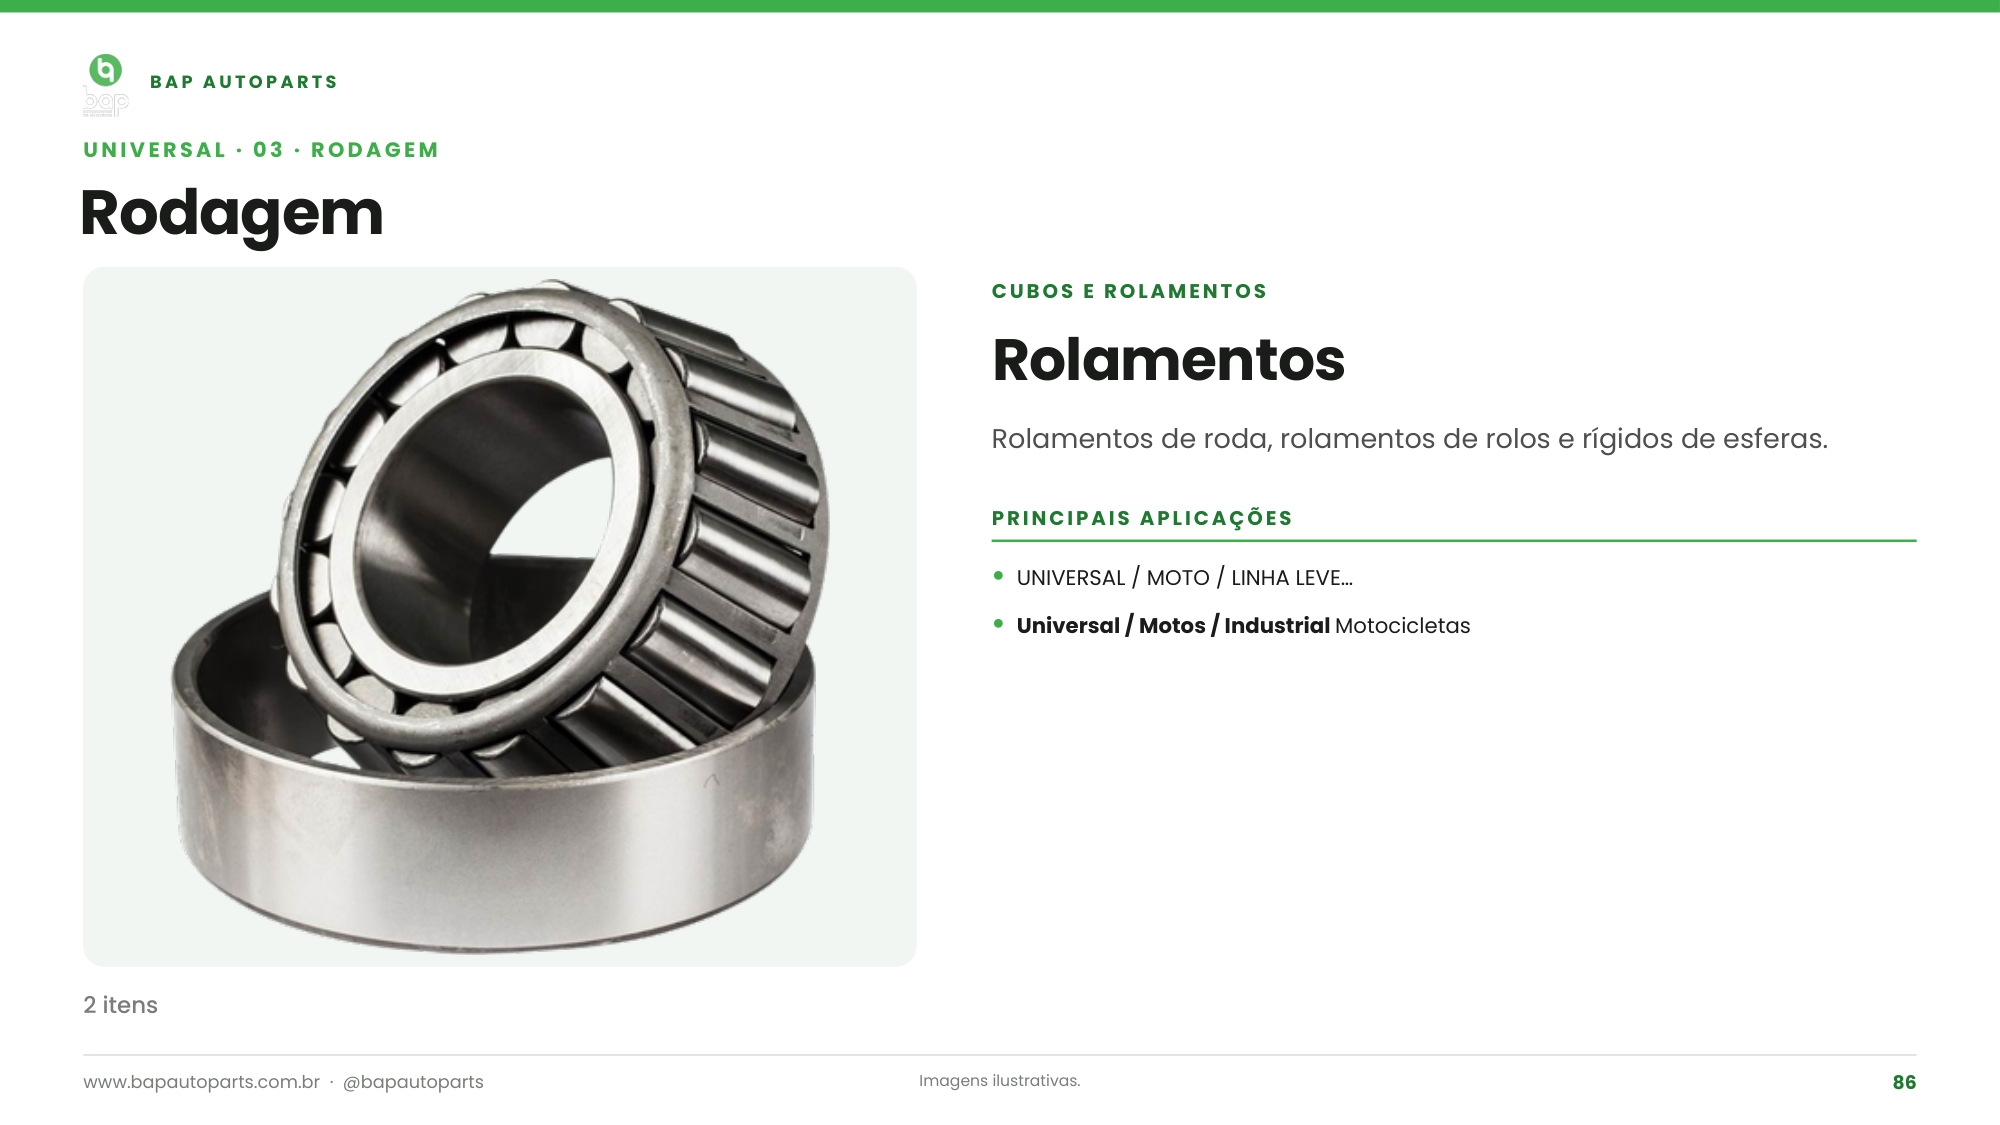 bap
BAP AUTOPARTS
UNIVERSAL · 03 · RODAGEM
Rodagem
CUBOS E ROLAMENTOS
Rolamentos
Rolamentos de roda, rolamentos de rolos e rígidos de esferas.
PRINCIPAIS APLICAÇÕES
• UNIVERSAL / MOTO / LINHA LEVE…
• Universal / Motos / Industrial Motocicletas
2 itens
www.bapautoparts.com.br · @bapautoparts
Imagens ilustrativas.
86